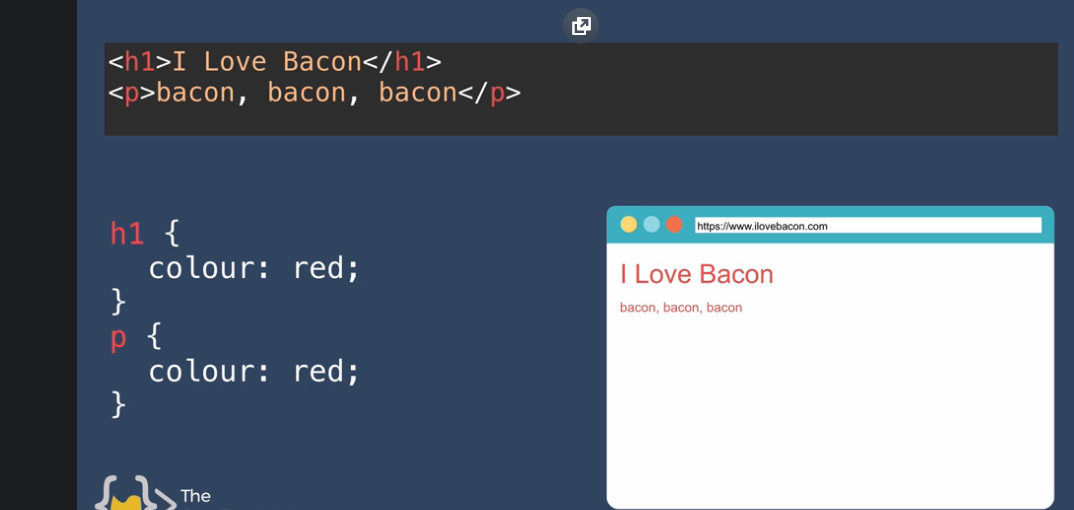 <h1>I Love Bacon</h1>
<p>bacon, bacon, bacon</p>
h1 {
  colour: red;
}
p {
  colour: red;
}
https://www.ilovebacon.com
I Love Bacon
bacon, bacon, bacon
The